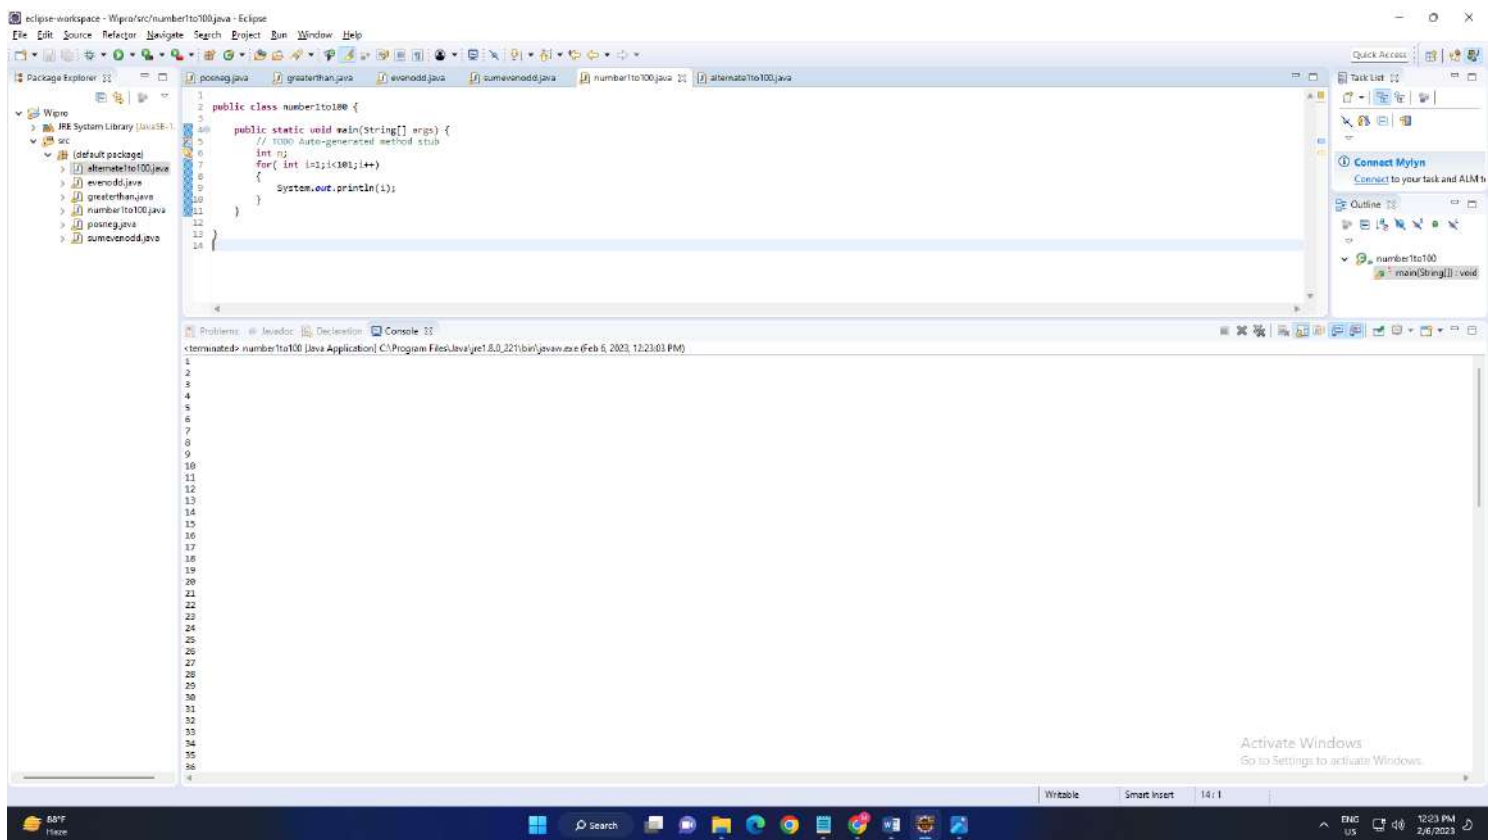 eclipse-workspace - Wipro/src/number1to100.java - Eclipse
File Edit Source Refactor Navigate Search Project Run Window Help
Quick Access
Package Explorer
posneg.java
greaterthan.java
evenodd.java
sumevenodd.java
number1to100.java
alternate1to100.java
Task List
Wipro
JRE System Library [JavaSE-1.
src
(default package)
alternate1to100.java
evenodd.java
greaterthan.java
number1to100.java
posneg.java
sumevenodd.java
1
2 public class number1to100 {
3
4 public static void main(String[] args) {
5 // TODO Auto-generated method stub
6 int n;
7 for( int i=1;i<101;i++)
8 {
9 System.out.println(i);
10 }
11 }
12
13 }
14
Connect Mylyn
Connect to your task and ALM t
Outline
number1to100
main(String[]) : void
Problems Javadoc Declaration Console
<terminated> number1to100 [Java Application] C:\Program Files\Java\jre1.8.0_221\bin\javaw.exe (Feb 6, 2023, 12:23:03 PM)
1
2
3
4
5
6
7
8
9
10
11
12
13
14
15
16
17
18
19
20
21
22
23
24
25
26
27
28
29
30
31
32
33
34
35
36
Activate Windows
Go to Settings to activate Windows.
Writable
Smart Insert
14 : 1
88°F
Haze
Search
ENG
US
12:23 PM
2/6/2023